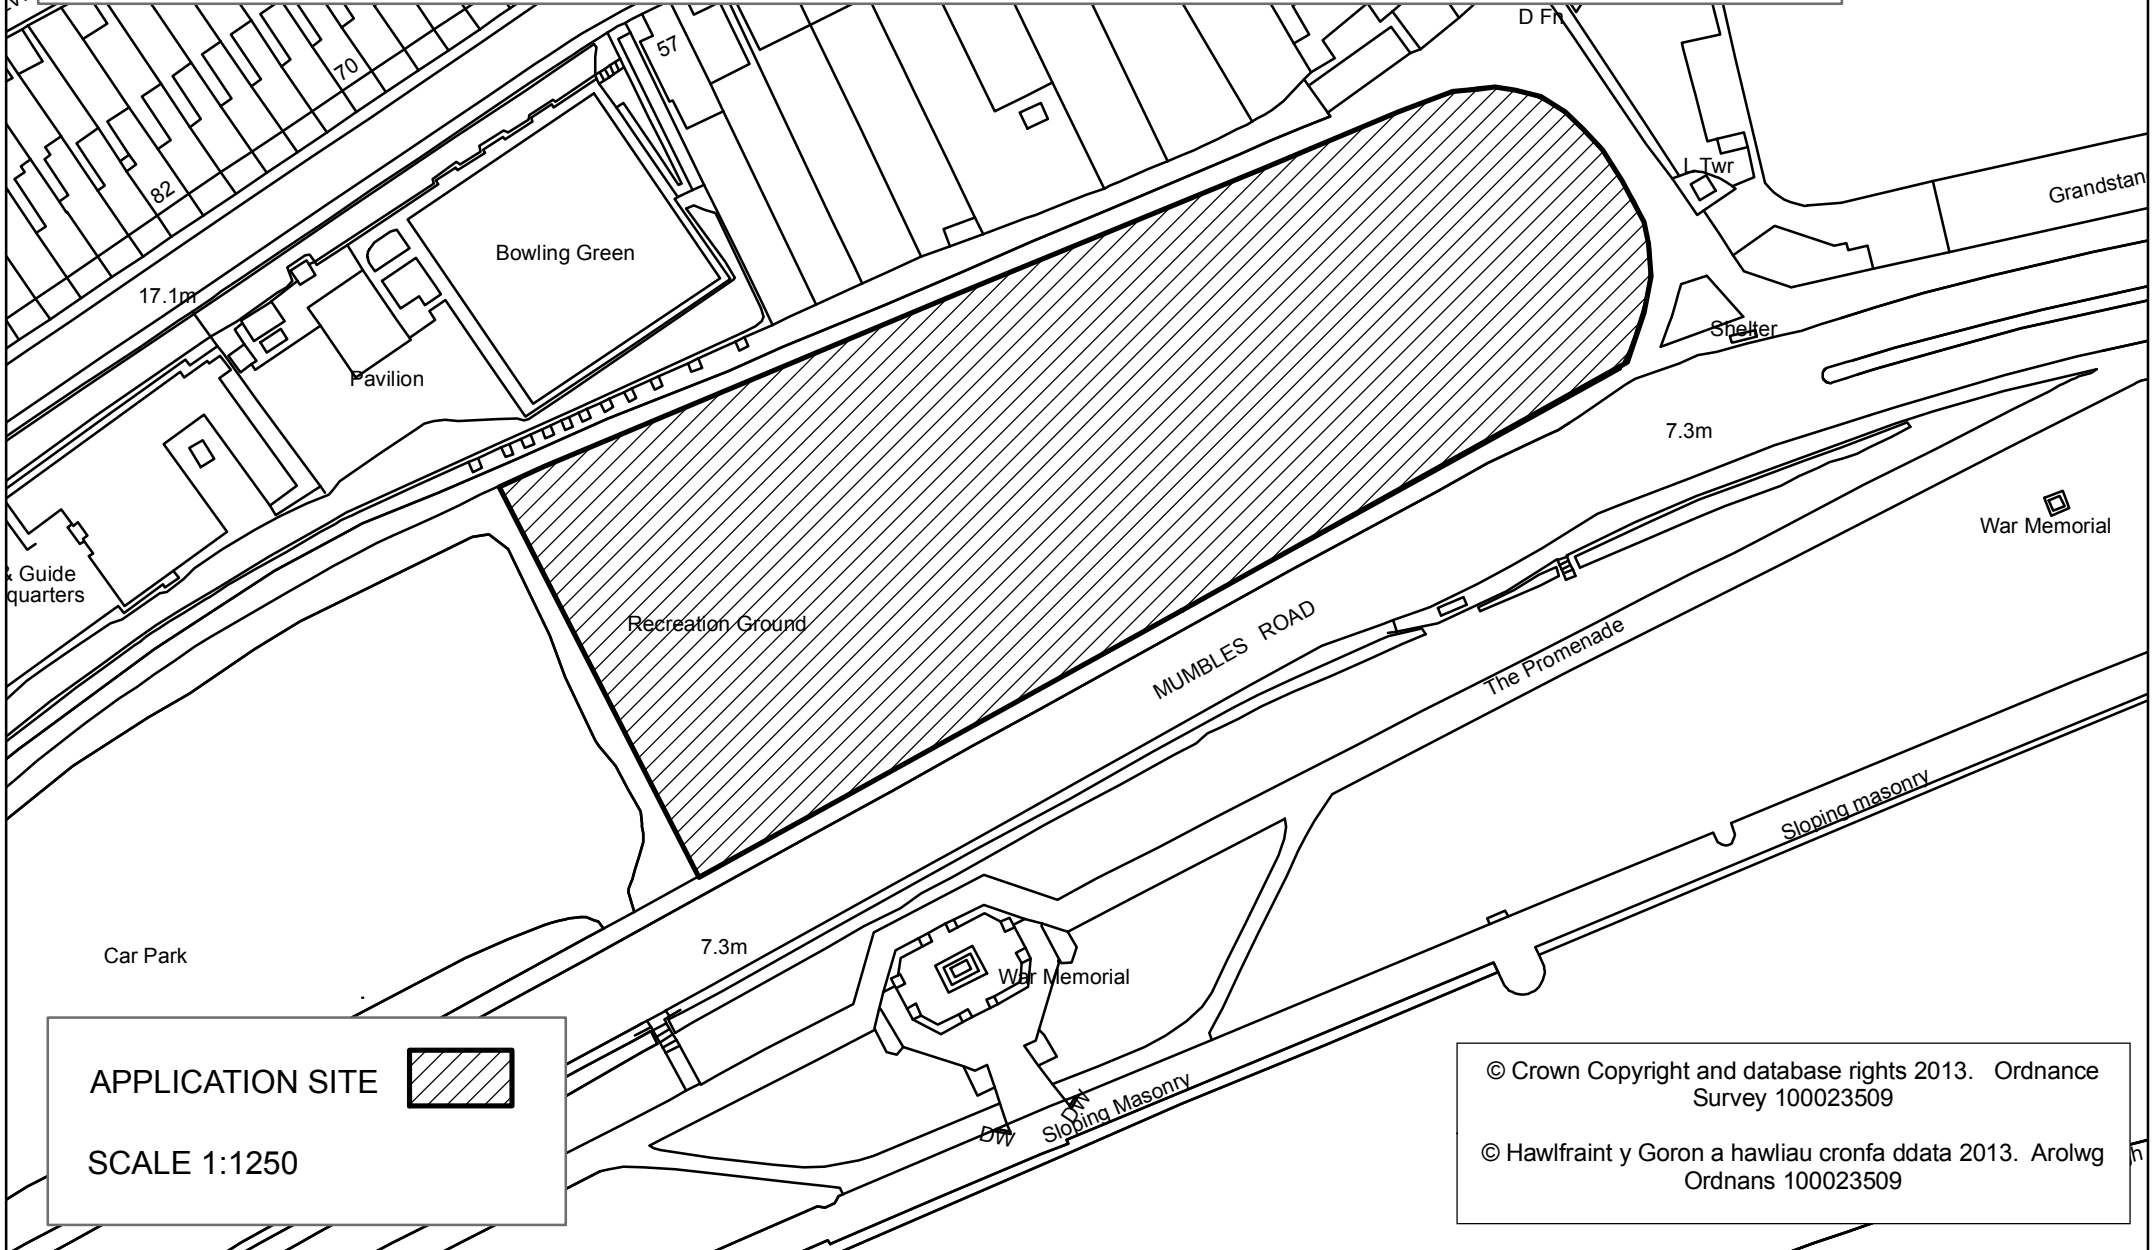 D Fn
57
70
82
L Twr
Grandstan
Bowling Green
17.1m
Shelter
Pavilion
7.3m
War Memorial
& Guide
quarters
Recreation Ground
MUMBLES ROAD
The Promenade
Sloping masonry
7.3m
Car Park
War Memorial
DW
DW
Sloping Masonry
APPLICATION SITE
SCALE 1:1250
© Crown Copyright and database rights 2013. Ordnance
Survey 100023509
© Hawlfraint y Goron a hawliau cronfa ddata 2013. Arolwg
Ordnans 100023509